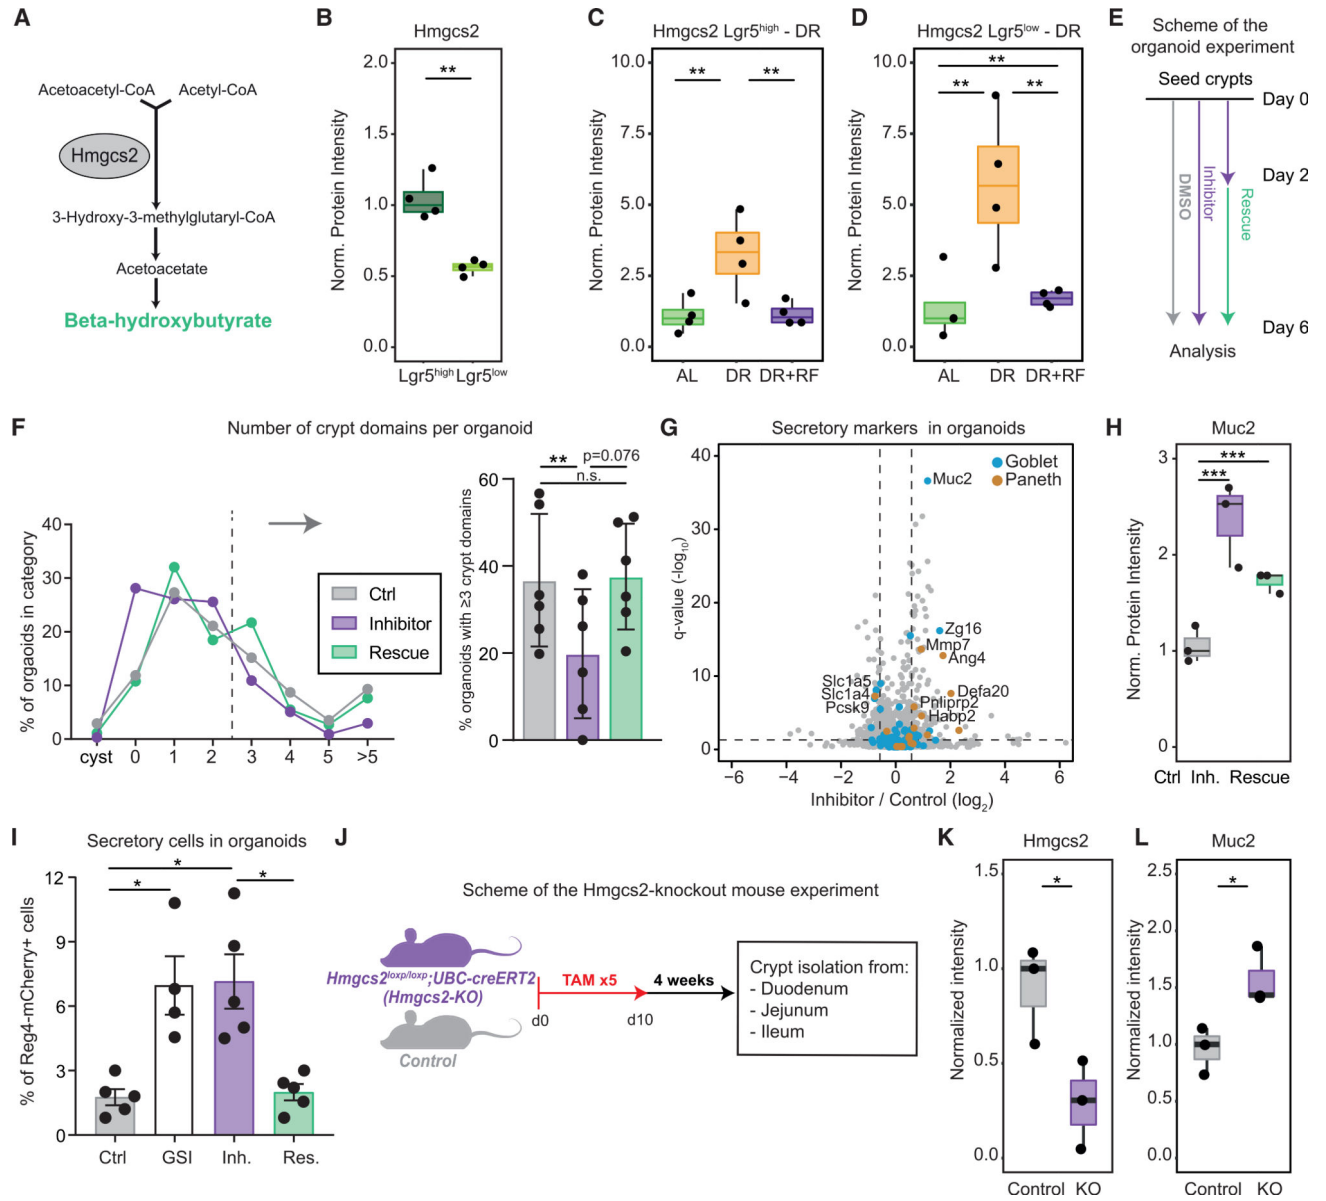 A
Acetoacetyl-CoA
Acetyl-CoA
Hmgcs2
3-Hydroxy-3-methylglutaryl-CoA
Acetoacetate
Beta-hydroxybutyrate
B
Hmgcs2
Norm. Protein Intensity
2.0
1.5
1.0
0.5
0.0
**
Lgr5high Lgr5low
C
Hmgcs2 Lgr5high - DR
Norm. Protein Intensity
10.0
7.5
5.0
2.5
0.0
** **
AL DR DR+RF
D
Hmgcs2 Lgr5low - DR
Norm. Protein Intensity
10.0
7.5
5.0
2.5
0.0
**
** **
AL DR DR+RF
E
Scheme of the
organoid experiment
Seed crypts
Day 0
Day 2
Day 6
DMSO
Inhibitor
Rescue
Analysis
F
Number of crypt domains per organoid
% of orgaoids in category
40
30
20
10
0
cyst 0 1 2 3 4 5 >5
Ctrl
Inhibitor
Rescue
% organoids with ≥3 crypt domains
60
40
20
0
** p=0.076
n.s.
G
Secretory markers in organoids
q-value (-log10)
40
30
20
10
0
Goblet
Paneth
Muc2
Zg16
Mmp7
Ang4
Slc1a5
Slc1a4
Pcsk9
Defa20
Pnliprp2
Habp2
−6 −4 −2 0 2 4 6
Inhibitor / Control (log2)
H
Muc2
Norm. Protein Intensity
3
2
1
0
***
***
Ctrl Inh. Rescue
I
Secretory cells in organoids
% of Reg4-mCherry+ cells
12
9
6
3
0
*
* *
Ctrl GSI Inh. Res.
J
Scheme of the Hmgcs2-knockout mouse experiment
Hmgcs2loxp/loxp;UBC-creERT2
(Hmgcs2-KO)
Control
TAM x5
4 weeks
d0 d10
Crypt isolation from:
- Duodenum
- Jejunum
- Ileum
K
Hmgcs2
Normalized intensity
1.5
1.0
0.5
0.0
*
Control KO
L
Muc2
Normalized intensity
2.5
2.0
1.5
1.0
0.5
0.0
*
Control KO